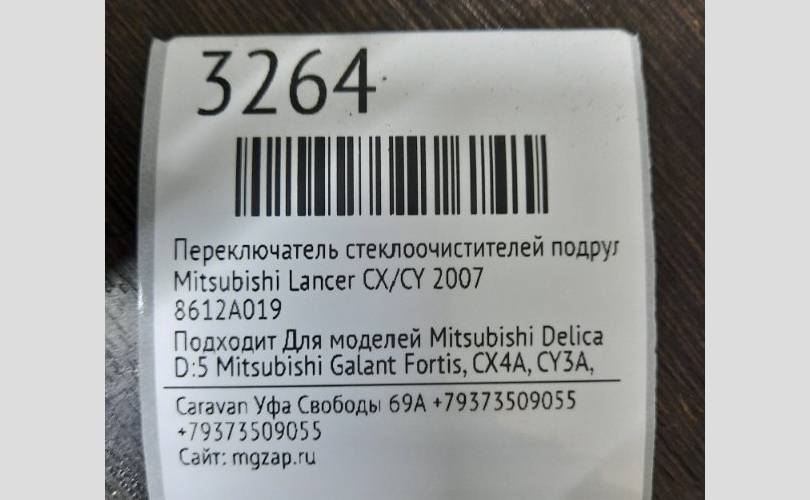 3264
Переключатель стеклоочистителей подрул
Mitsubishi Lancer CX/CY 2007
8612A019
Подходит Для моделей Mitsubishi Delica
D:5 Mitsubishi Galant Fortis, CX4A, CY3A,
Caravan Уфа Свободы 69А +79373509055
+79373509055
Сайт: mgzap.ru